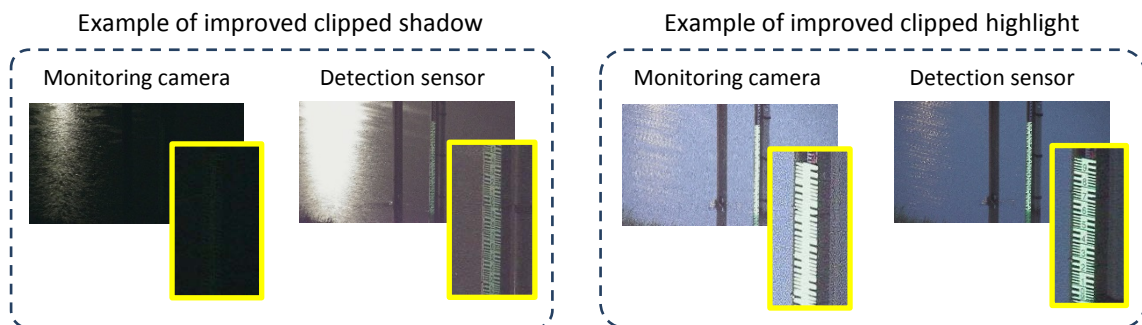 Example of improved clipped shadow
Monitoring camera
Detection sensor
Example of improved clipped highlight
Monitoring camera
Detection sensor